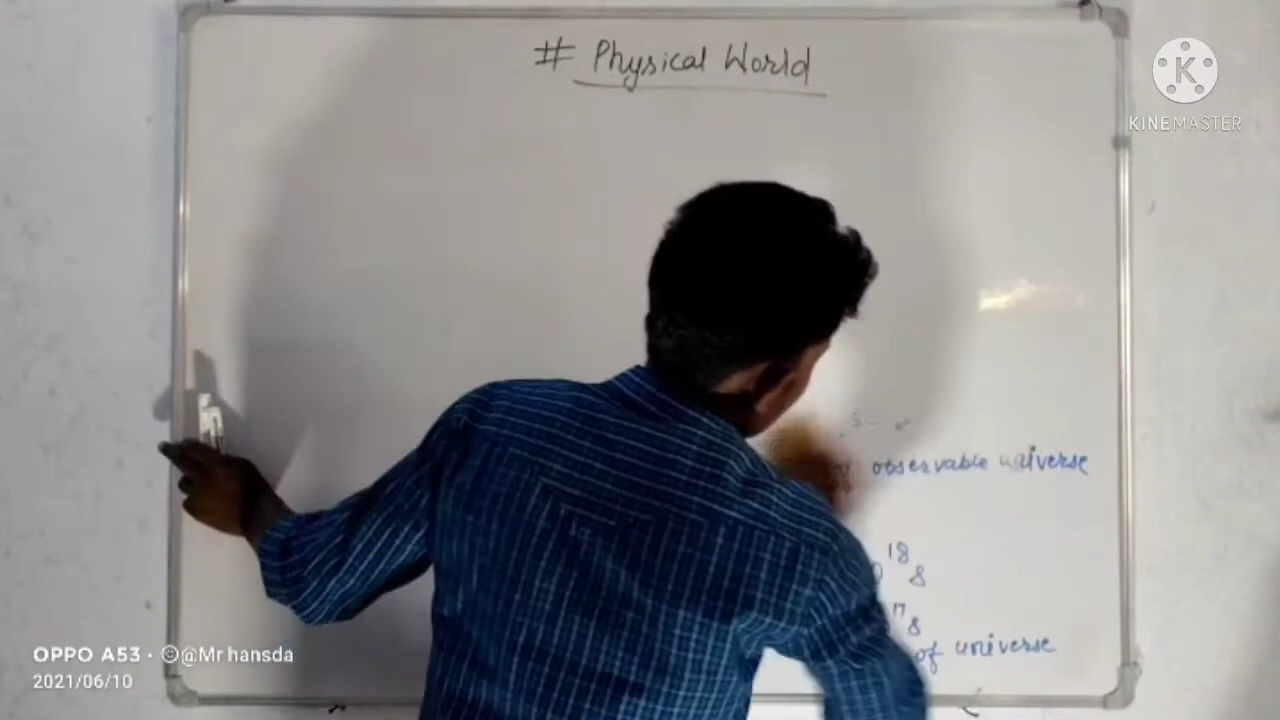 # Physical World
KINEMASTER
observable universe
18
8
17
8
of universe
OPPO A53 · ©@Mr hansda
2021/06/10